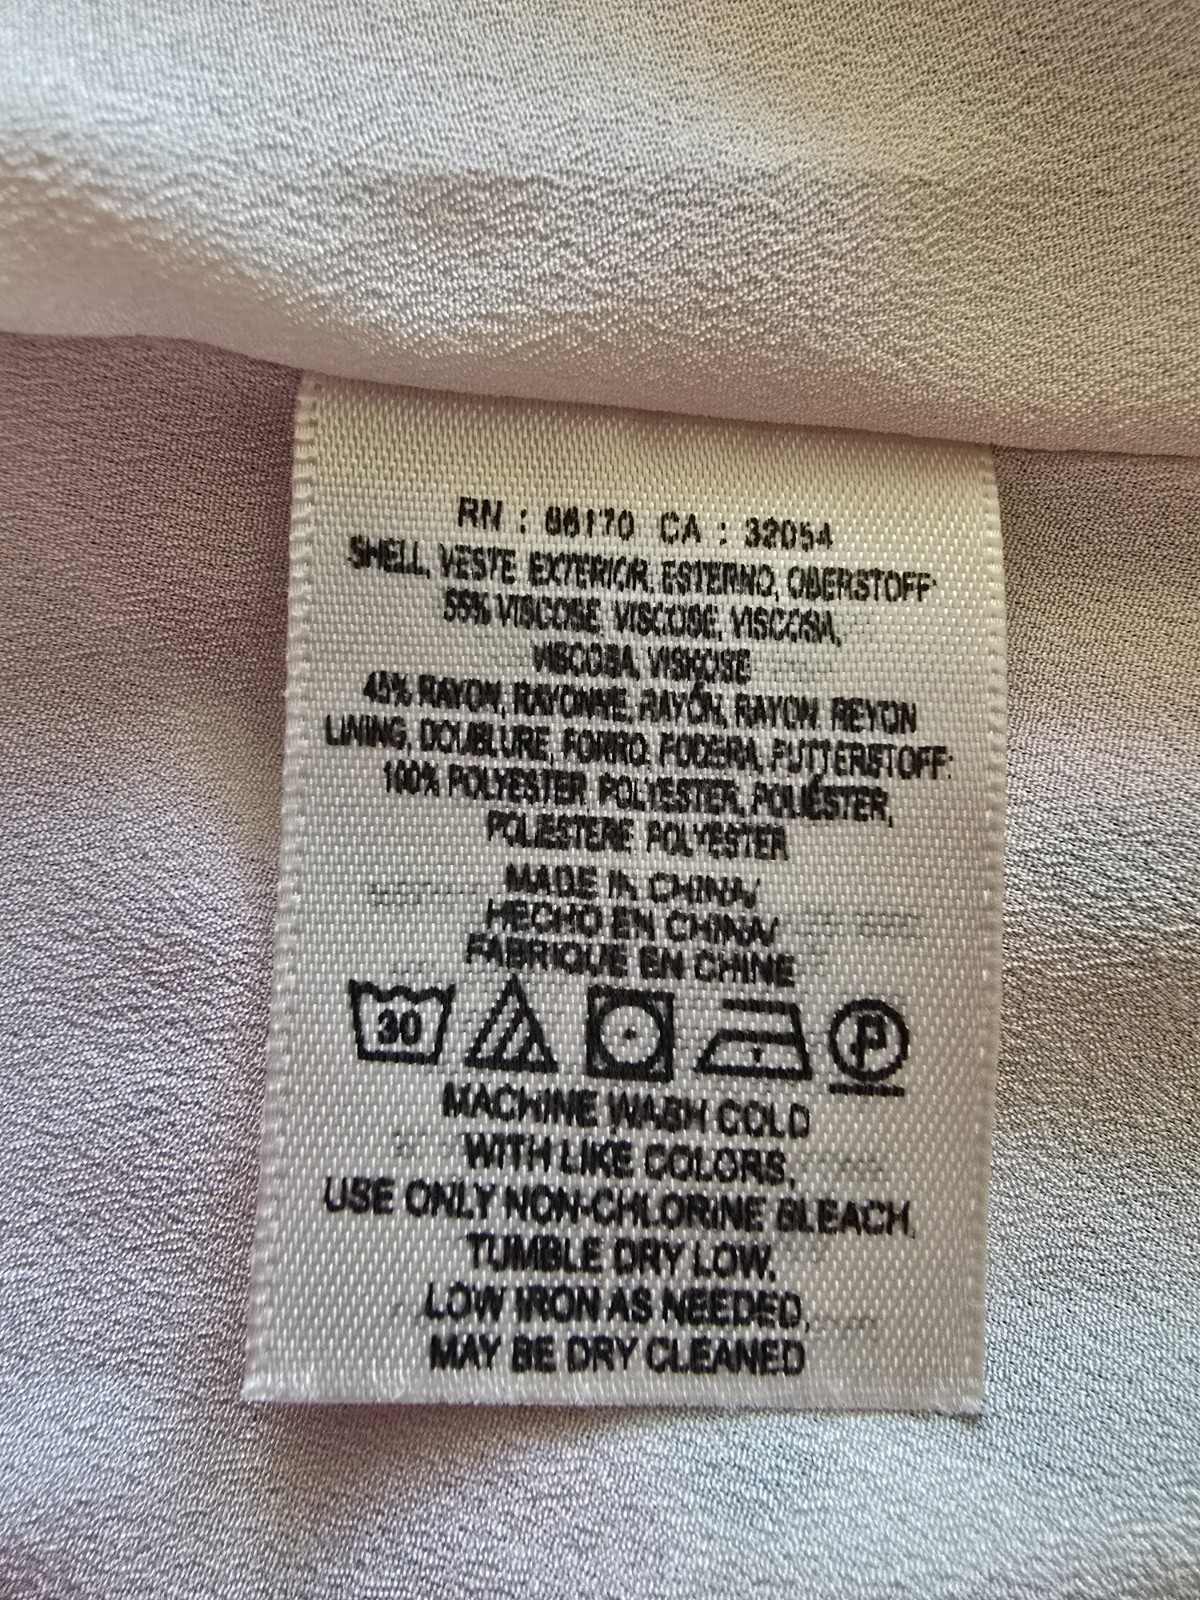 RN : 86170 CA : 32054
SHELL, VESTE EXTERIOR, ESTERNO, OBERSTOFF:
55% VISCOSE, VISCOSE, VISCOSA,
VISCOSA, VISKOSE
45% RAYON, RAYONNE, RAYÓN, RAYON REYON
LINING, DOUBLURE, FORRO, FODERA, FUTTERSTOFF:
100% POLYESTER POLYESTER, POLIÉSTER,
POLIESTERE POLYESTER
MADE IN CHINA/
HECHO EN CHINA/
FABRIQUE EN CHINE
30 P
MACHINE WASH COLD
WITH LIKE COLORS,
USE ONLY NON-CHLORINE BLEACH,
TUMBLE DRY LOW,
LOW IRON AS NEEDED,
MAY BE DRY CLEANED